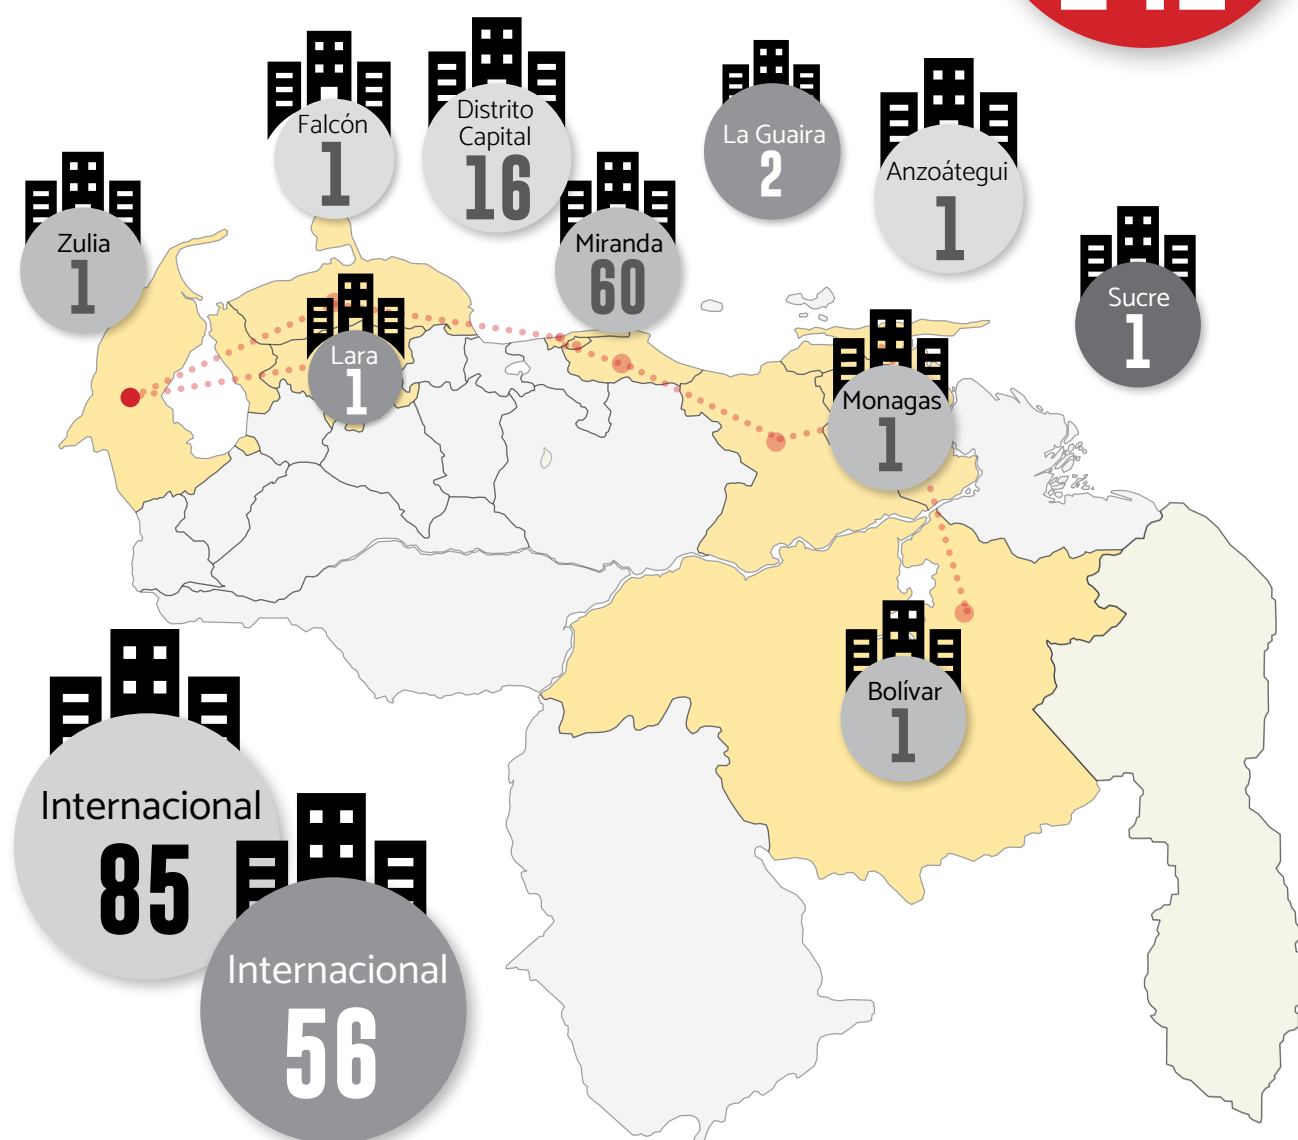 Falcón
1
Distrito
Capital
16
La Guaira
2
Anzoátegui
1
Zulia
1
Miranda
60
Sucre
1
Lara
1
Monagas
1
Bolívar
1
Internacional
85
Internacional
56